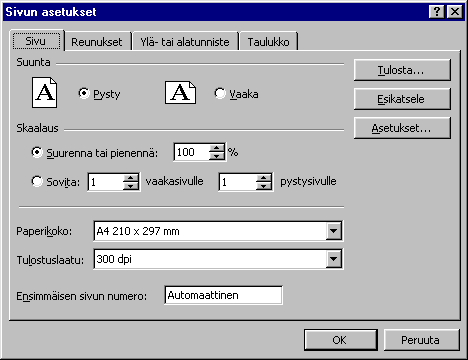 Sivun asetukset
Sivu Reunukset Ylä- tai alatunniste Taulukko
Suunta
A Pysty A Vaaka
Tulosta...
Esikatsele
Asetukset...
Skaalaus
Suurenna tai pienennä: 100 %
Sovita: 1 vaakasivulle 1 pystysivulle
Paperikoko: A4 210 x 297 mm
Tulostuslaatu: 300 dpi
Ensimmäisen sivun numero: Automaattinen
OK Peruuta